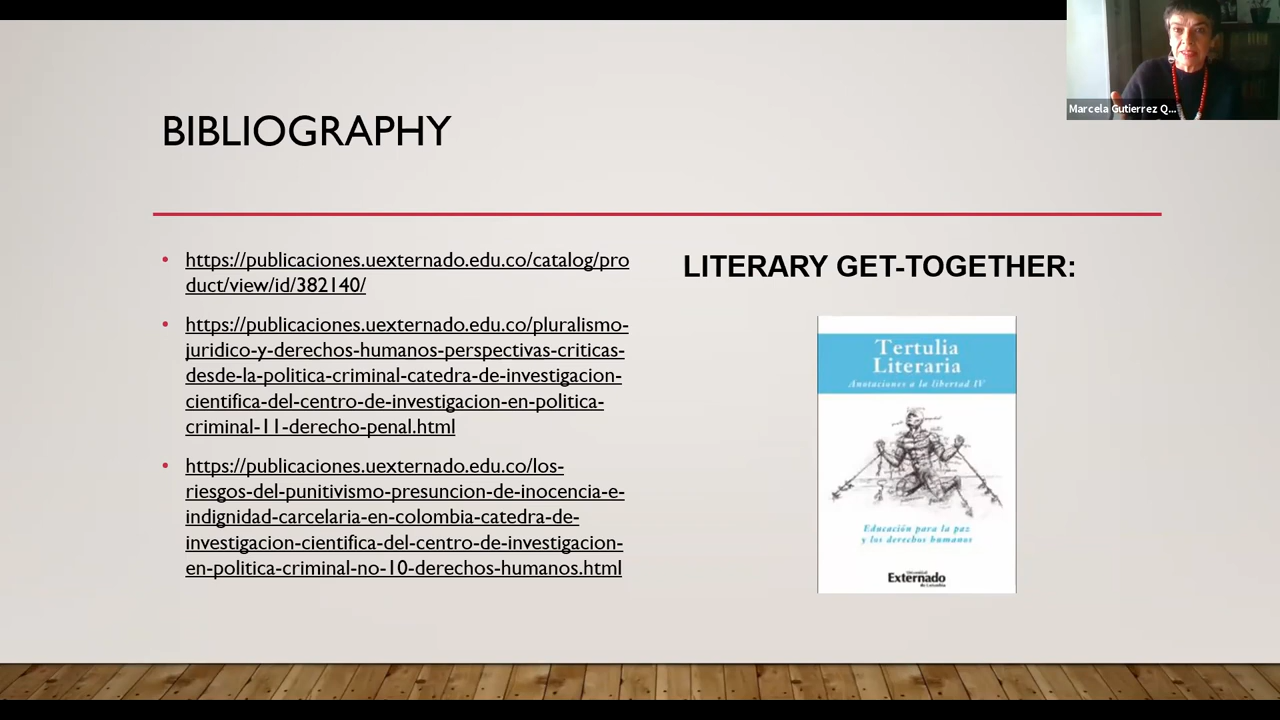 Marcela Gutierrez Q...
BIBLIOGRAPHY
• https://publicaciones.uexternado.edu.co/catalog/pro
duct/view/id/382140/
• https://publicaciones.uexternado.edu.co/pluralismo-
juridico-y-derechos-humanos-perspectivas-criticas-
desde-la-politica-criminal-catedra-de-investigacion-
cientifica-del-centro-de-investigacion-en-politica-
criminal-11-derecho-penal.html
• https://publicaciones.uexternado.edu.co/los-
riesgos-del-punitivismo-presuncion-de-inocencia-e-
indignidad-carcelaria-en-colombia-catedra-de-
investigacion-cientifica-del-centro-de-investigacion-
en-politica-criminal-no-10-derechos-humanos.html
LITERARY GET-TOGETHER:
Tertulia
Literaria
Anotaciones a la libertad IV
Educación para la paz
y los derechos humanos
Universidad
Externado
de Colombia